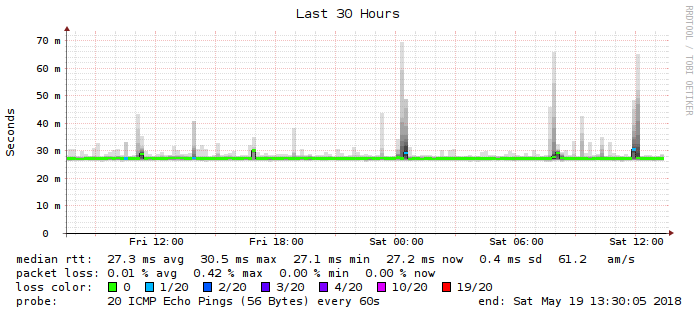 Last 30 Hours
RRDTOOL / TOBI OETIKER
Seconds
70 m
60 m
50 m
40 m
30 m
20 m
10 m
0
Fri 12:00 Fri 18:00 Sat 00:00 Sat 06:00 Sat 12:00
median rtt: 27.3 ms avg 30.5 ms max 27.1 ms min 27.2 ms now 0.4 ms sd 61.2 am/s
packet loss: 0.01 % avg 0.42 % max 0.00 % min 0.00 % now
loss color: 0 1/20 2/20 3/20 4/20 10/20 19/20
probe: 20 ICMP Echo Pings (56 Bytes) every 60s end: Sat May 19 13:30:05 2018